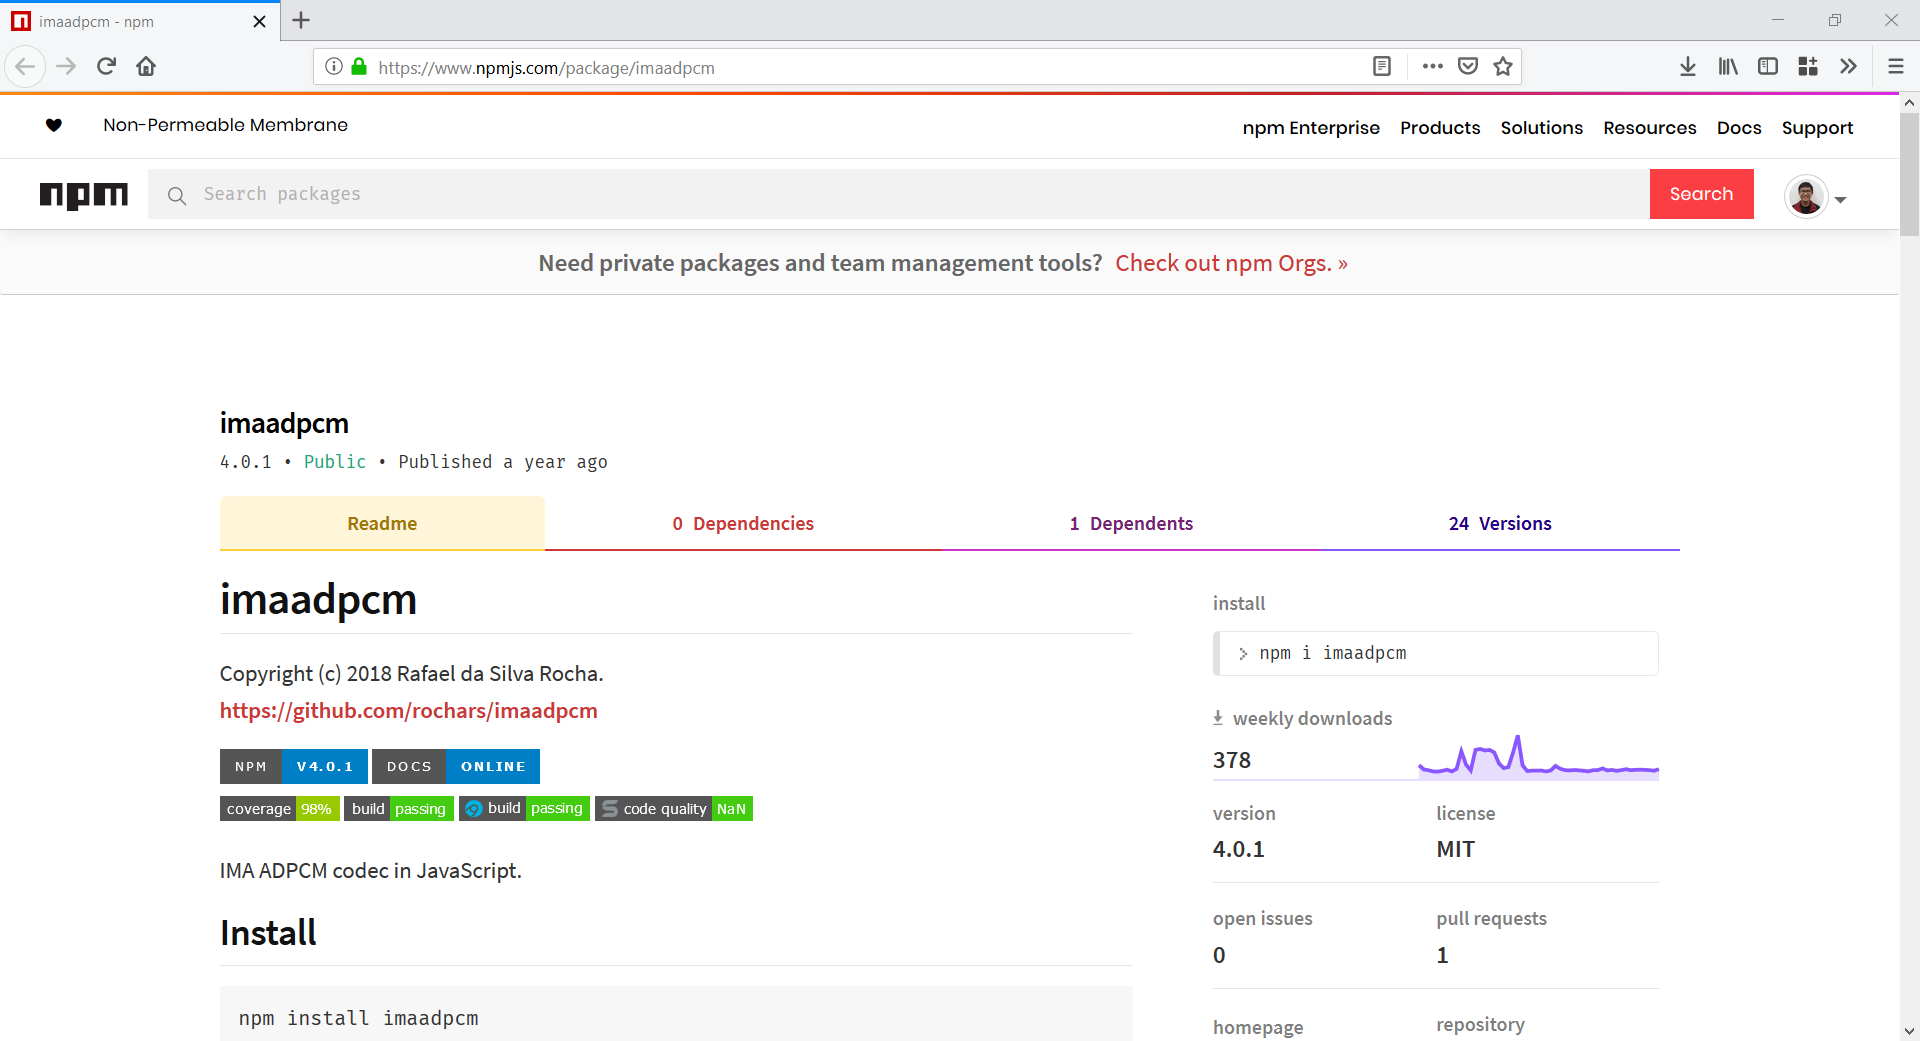 imaadpcm - npm
https://www.npmjs.com/package/imaadpcm
Non-Permeable Membrane
npm Enterprise Products Solutions Resources Docs Support
npm
Search packages
Search
Need private packages and team management tools? Check out npm Orgs. »
imaadpcm
4.0.1 • Public • Published a year ago
Readme
0 Dependencies
1 Dependents
24 Versions
imaadpcm
Copyright (c) 2018 Rafael da Silva Rocha.
https://github.com/rochars/imaadpcm
NPM V4.0.1 DOCS ONLINE
coverage 98% build passing build passing code quality NaN
IMA ADPCM codec in JavaScript.
Install
npm install imaadpcm
install
npm i imaadpcm
weekly downloads
378
version license
4.0.1 MIT
open issues pull requests
0 1
homepage repository